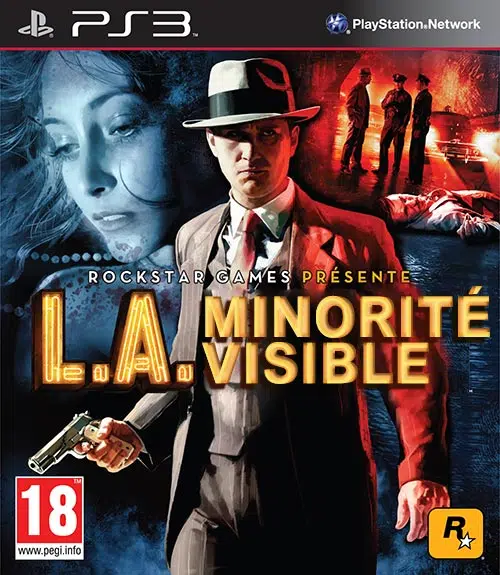 PS3
PlayStation®Network
ROCKSTAR GAMES PRÉSENTE
L.A. MINORITÉ
VISIBLE
18
www.pegi.info
R